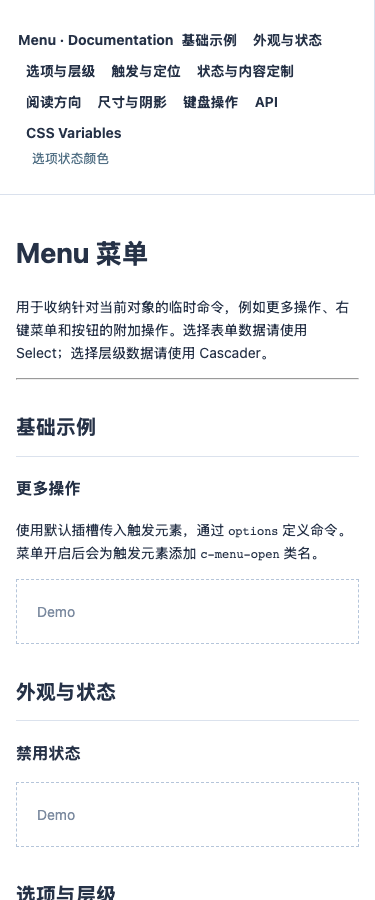 Menu · Documentation 基础示例 外观与状态
选项与层级 触发与定位 状态与内容定制
阅读方向 尺寸与阴影 键盘操作 API
CSS Variables
选项状态颜色
Menu 菜单
用于收纳针对当前对象的临时命令，例如更多操作、右
键菜单和按钮的附加操作。选择表单数据请使用
Select；选择层级数据请使用 Cascader。
基础示例
更多操作
使用默认插槽传入触发元素，通过 options 定义命令。
菜单开启后会为触发元素添加 c-menu-open 类名。
Demo
外观与状态
禁用状态
Demo
选项与层级